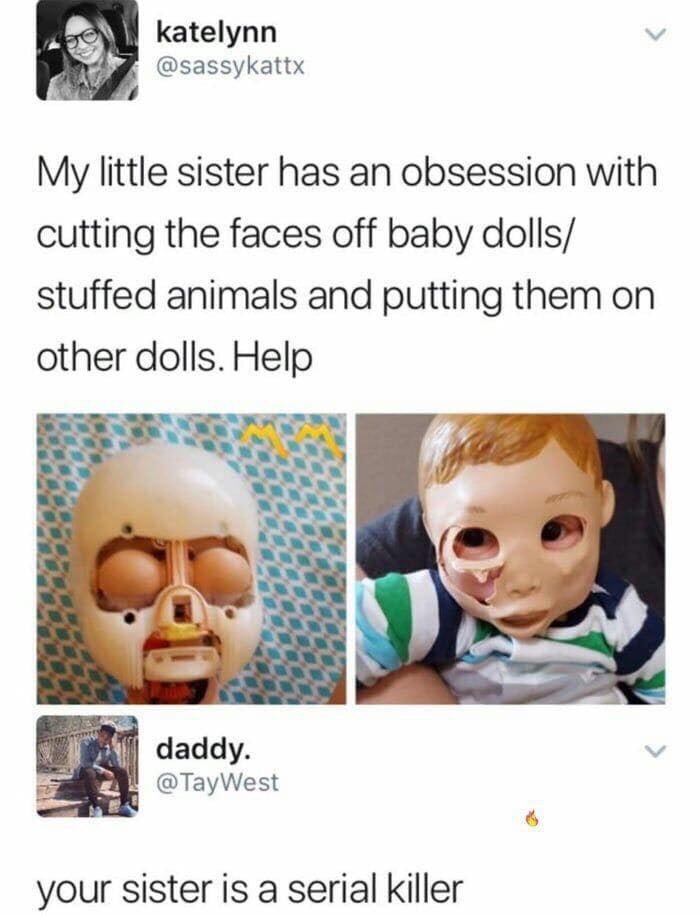 katelynn
@sassykattx
My little sister has an obsession with
cutting the faces off baby dolls/
stuffed animals and putting them on
other dolls. Help
daddy.
@TayWest
your sister is a serial killer